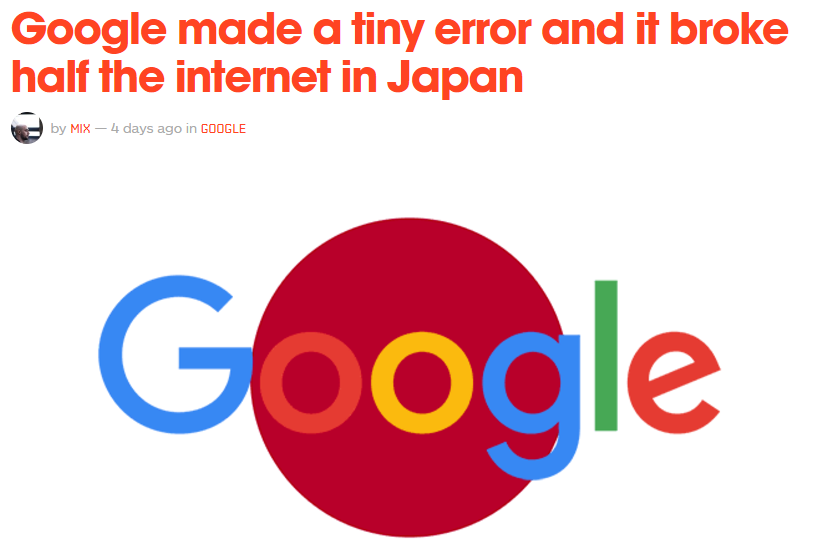 Google made a tiny error and it broke
half the internet in Japan
by MIX — 4 days ago in GOOGLE
Google